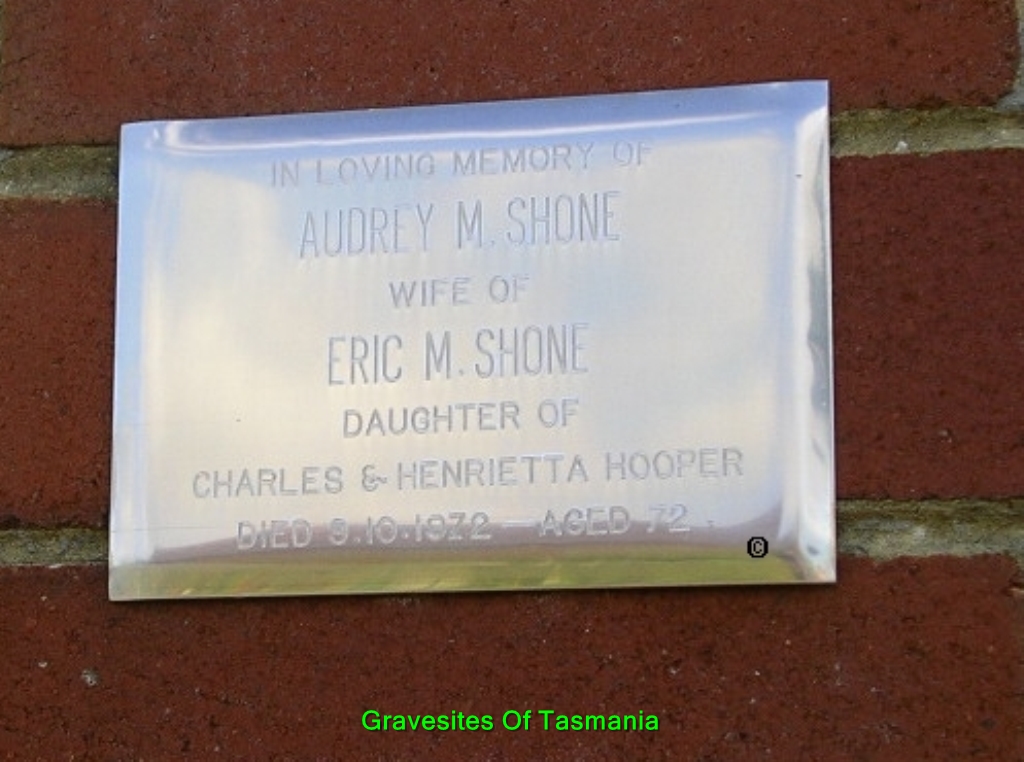 IN LOVING MEMORY OF
AUDREY M. SHONE
WIFE OF
ERIC M. SHONE
DAUGHTER OF
CHARLES & HENRIETTA HOOPER
DIED 9.10.1972 — AGED 72.
©
Gravesites Of Tasmania